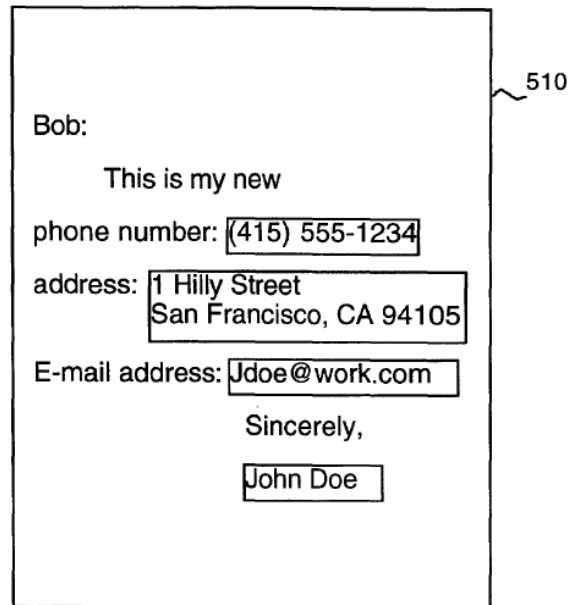 510
Bob:
This is my new
phone number: (415) 555-1234
address: 1 Hilly Street
San Francisco, CA 94105
E-mail address: Jdoe@work.com
Sincerely,
John Doe